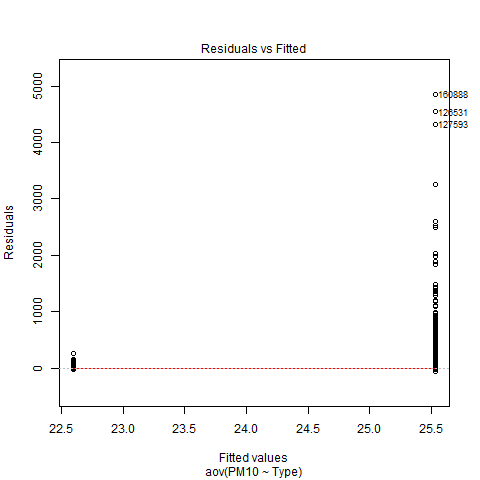 Residuals vs Fitted
5000
4000
3000
2000
1000
0
Residuals
160888
126531
127593
22.5 23.0 23.5 24.0 24.5 25.0 25.5
Fitted values
aov(PM10 ~ Type)